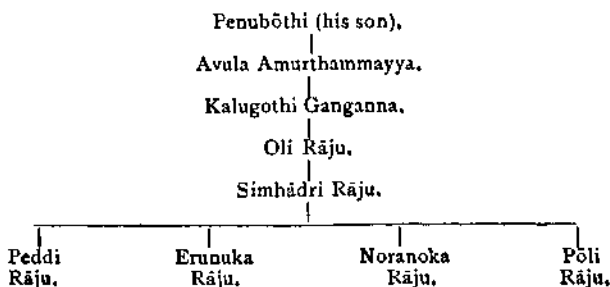 Penubōthi (his son).
Avula Amurthammayya.
Kalugothi Ganganna.
Oli Rāju.
Simhādri Rāju.
Peddi Erunuka Noranoka Pōli
Rāju. Rāju. Rāju. Rāju.